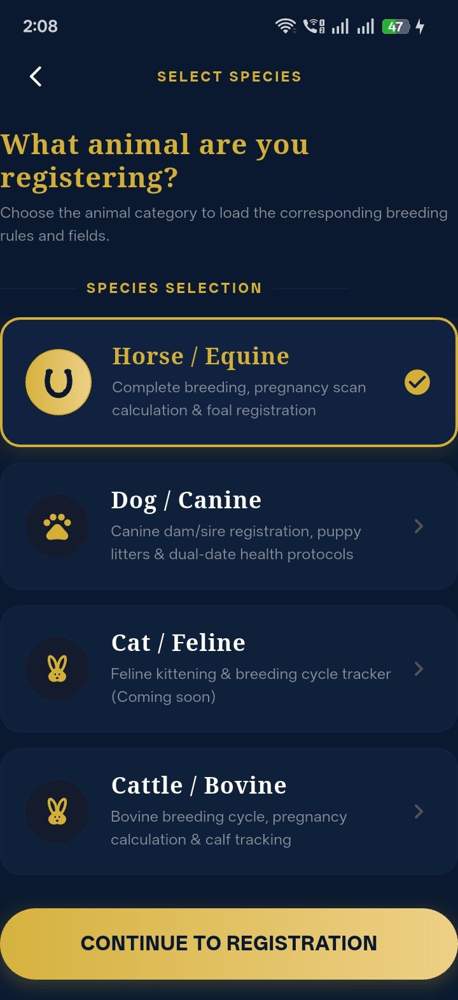 2:08
47
SELECT SPECIES
What animal are you
registering?
Choose the animal category to load the corresponding breeding
rules and fields.
SPECIES SELECTION
Horse / Equine
Complete breeding, pregnancy scan
calculation & foal registration
Dog / Canine
Canine dam/sire registration, puppy
litters & dual-date health protocols
Cat / Feline
Feline kittening & breeding cycle tracker
(Coming soon)
Cattle / Bovine
Bovine breeding cycle, pregnancy
calculation & calf tracking
CONTINUE TO REGISTRATION